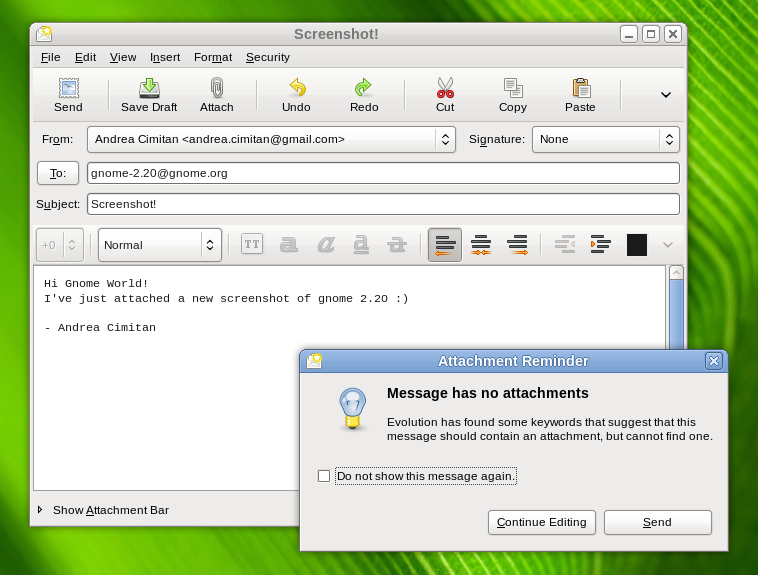 Screenshot!
File Edit View Insert Format Security
Send Save Draft Attach Undo Redo Cut Copy Paste
From: Andrea Cimitan <andrea.cimitan@gmail.com> Signature: None
To: gnome-2.20@gnome.org
Subject: Screenshot!
+0 Normal TT a a a a
Hi Gnome World!
I've just attached a new screenshot of gnome 2.20 :)
- Andrea Cimitan
Attachment Reminder
Message has no attachments
Evolution has found some keywords that suggest that this
message should contain an attachment, but cannot find one.
Do not show this message again.
Show Attachment Bar
Continue Editing Send